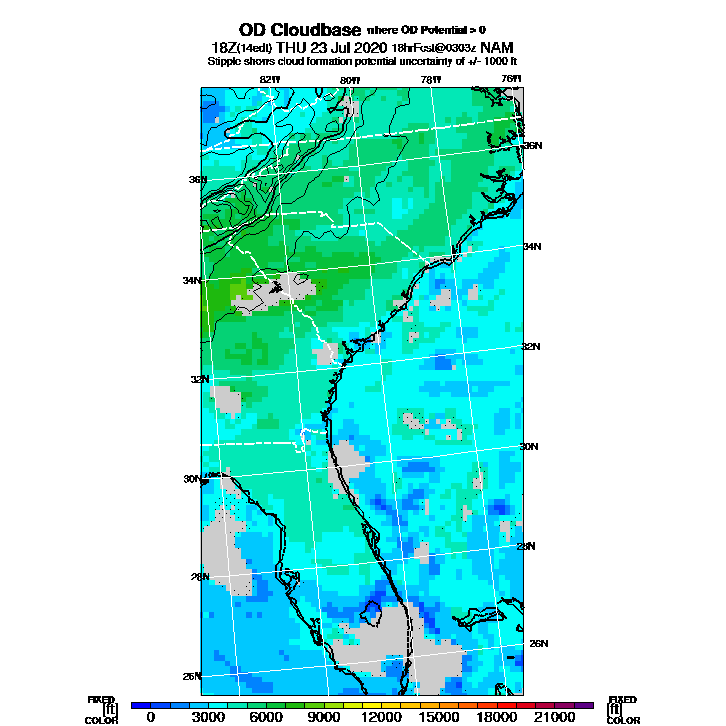 OD Cloudbase where OD Potential > 0
18Z(14edt) THU 23 Jul 2020 18hrFcst@0303z NAM
Stipple shows cloud formation potential uncertainty of +/- 1000 ft
82W 80W 78W 76W
36N
36N
34N
34N
32N
32N
30N
30N
28N
28N
26N
26N
FIXED FIXED
[ft] [ft]
COLOR 0 3000 6000 9000 12000 15000 18000 21000 COLOR